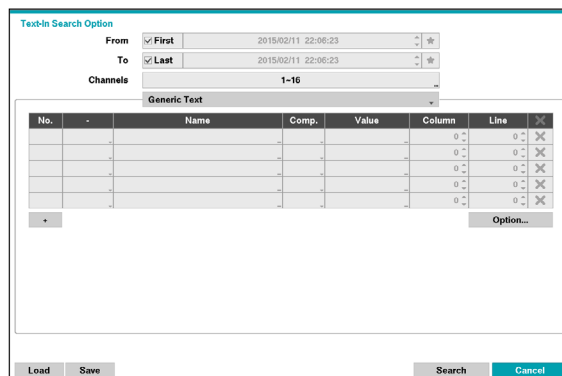 Text-In Search Option
From First 2015/02/11 22:06:23
To Last 2015/02/11 22:06:23
Channels 1~16
Generic Text
No. - Name Comp. Value Column Line
0 0
0 0
0 0
0 0
0 0
+ Option...
Load Save Search Cancel